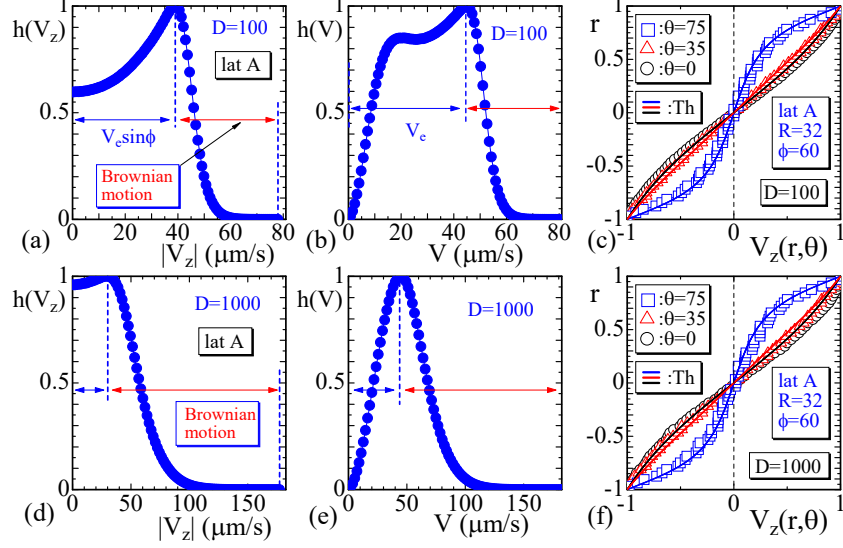 1
h(V_z)
D=100
lat A
0.5
V_e sinϕ
Brownian
motion
0
0 20 40 60 80
(a)
|V_z| (μm/s)
1
h(V)
D=100
0.5
V_e
0
0 20 40 60 80
(b)
V (μm/s)
1
r
□ :θ=75
△ :θ=35
○ :θ=0
0.5
:Th
lat A
R=32
ϕ=60
0
-0.5
D=100
-1
-1 0 1
(c)
V_z(r,θ)
1
h(V_z)
D=1000
lat A
0.5
Brownian
motion
0
0 50 100 150
(d)
|V_z| (μm/s)
1
h(V)
D=1000
0.5
0
0 50 100 150
(e)
V (μm/s)
1
r
□ :θ=75
△ :θ=35
○ :θ=0
0.5
:Th
lat A
R=32
ϕ=60
0
-0.5
D=1000
-1
-1 0 1
(f)
V_z(r,θ)